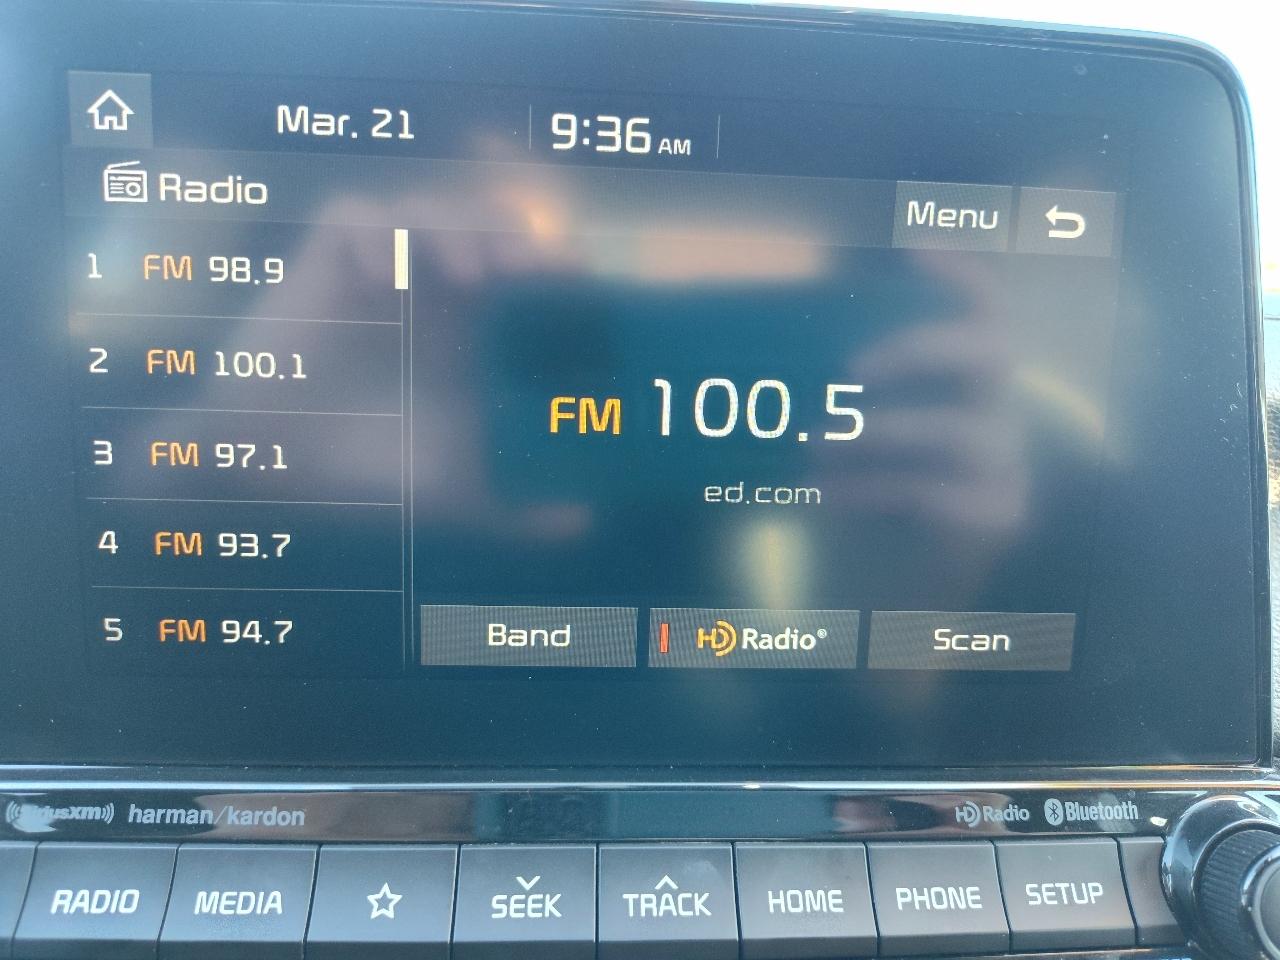 Mar. 21 9:36 AM
Radio
Menu
1 FM 98.9
2 FM 100.1
3 FM 97.1
4 FM 93.7
5 FM 94.7
FM 100.5
ed.com
Band HD Radio® Scan
SiriusXM harman/kardon HD Radio Bluetooth
RADIO MEDIA SEEK TRACK HOME PHONE SETUP